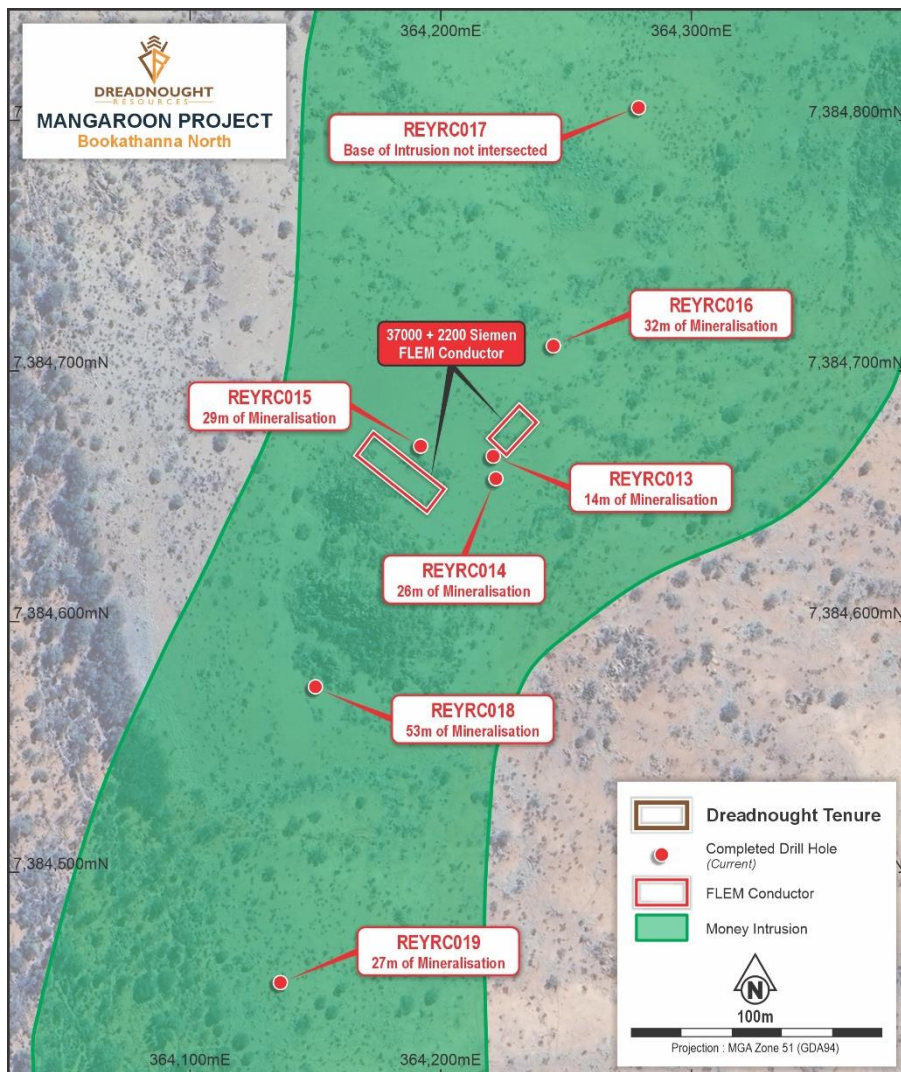 DREADNOUGHT
RESOURCES
MANGAROON PROJECT
Bookathanna North
364,200mE
364,300mE
7,384,800mN
REYRC017
Base of Intrusion not intersected
REYRC016
32m of Mineralisation
37000 + 2200 Siemen
FLEM Conductor
7,384,700mN
7,384,700mN
REYRC015
29m of Mineralisation
REYRC013
14m of Mineralisation
REYRC014
26m of Mineralisation
7,384,600mN
7,384,600mN
REYRC018
53m of Mineralisation
7,384,500mN
REYRC019
27m of Mineralisation
364,100mE
364,200mE
Dreadnought Tenure
Completed Drill Hole
(Current)
FLEM Conductor
Money Intrusion
N
100m
Projection : MGA Zone 51 (GDA94)